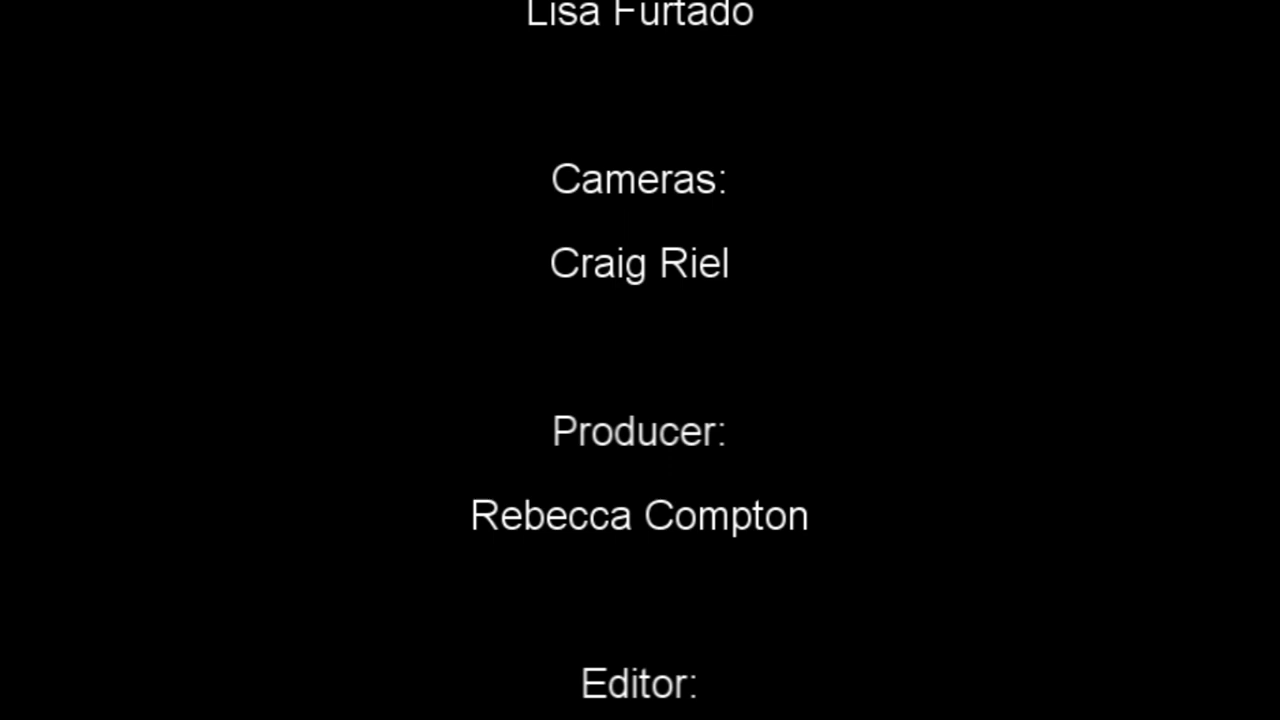 Lisa Furtado
Cameras:
Craig Riel
Producer:
Rebecca Compton
Editor: